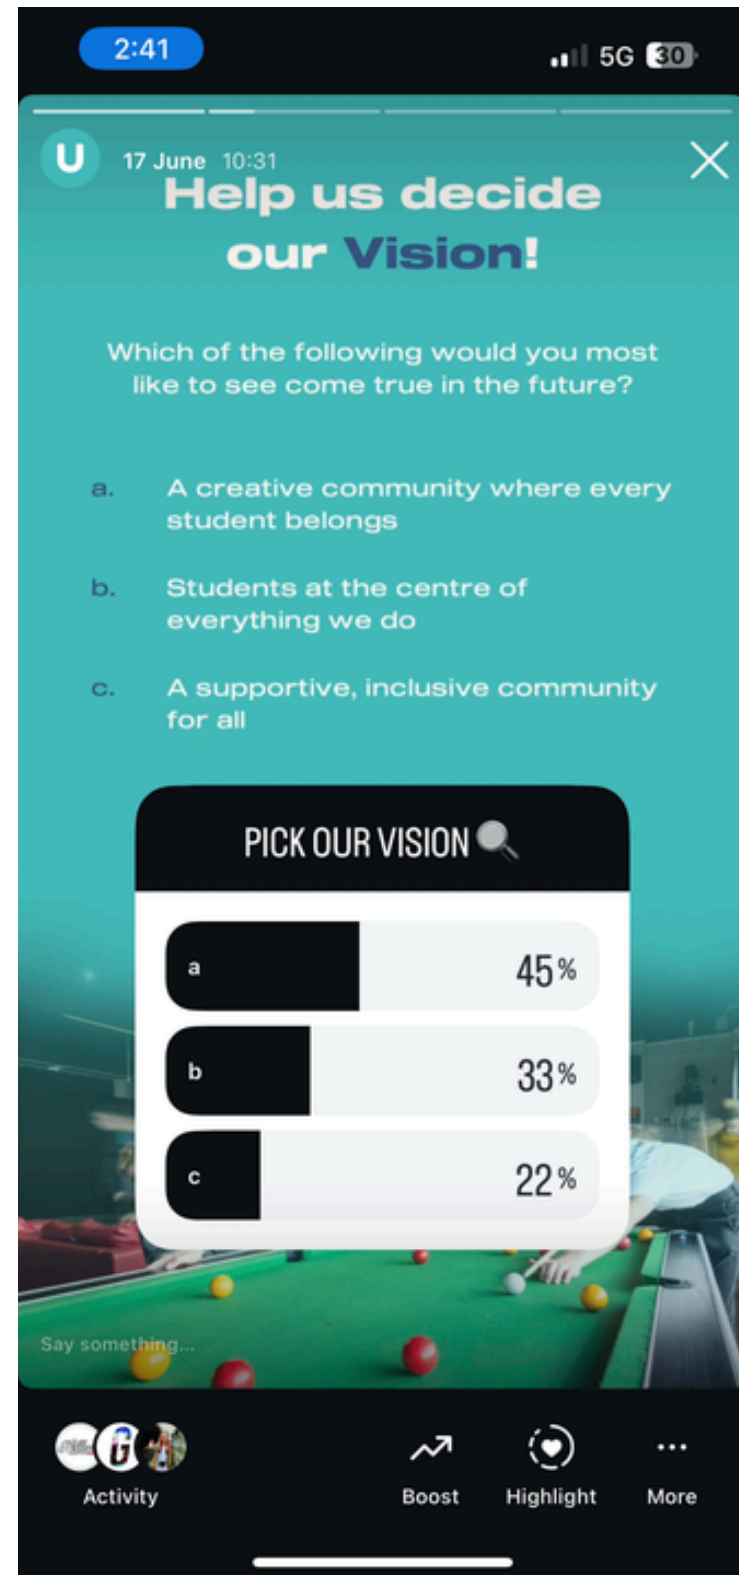 2:41
5G 30
U 17 June 10:31
Help us decide
our Vision!
Which of the following would you most
like to see come true in the future?
a. A creative community where every
student belongs
b. Students at the centre of
everything we do
c. A supportive, inclusive community
for all
PICK OUR VISION
a 45%
b 33%
c 22%
Say something...
G
Activity Boost Highlight More